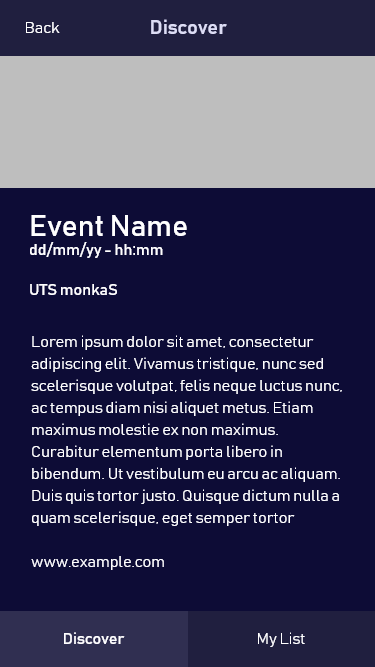 Back
Discover
Event Name
dd/mm/yy - hh:mm
UTS monkaS
Lorem ipsum dolor sit amet, consectetur
adipiscing elit. Vivamus tristique, nunc sed
scelerisque volutpat, felis neque luctus nunc,
ac tempus diam nisi aliquet metus. Etiam
maximus molestie ex non maximus.
Curabitur elementum porta libero in
bibendum. Ut vestibulum eu arcu ac aliquam.
Duis quis tortor justo. Quisque dictum nulla a
quam scelerisque, eget semper tortor
www.example.com
Discover
My List